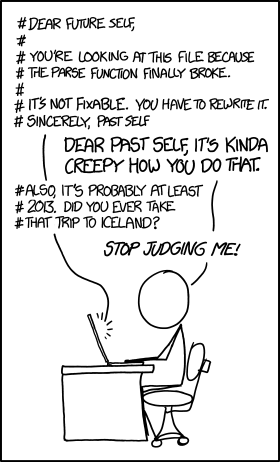 # DEAR FUTURE SELF,
#
# YOU'RE LOOKING AT THIS FILE BECAUSE
# THE PARSE FUNCTION FINALLY BROKE.
#
# IT'S NOT FIXABLE. YOU HAVE TO REWRITE IT.
# SINCERELY, PAST SELF
DEAR PAST SELF, IT'S KINDA
CREEPY HOW YOU DO THAT.
# ALSO, IT'S PROBABLY AT LEAST
# 2013. DID YOU EVER TAKE
# THAT TRIP TO ICELAND?
STOP JUDGING ME!